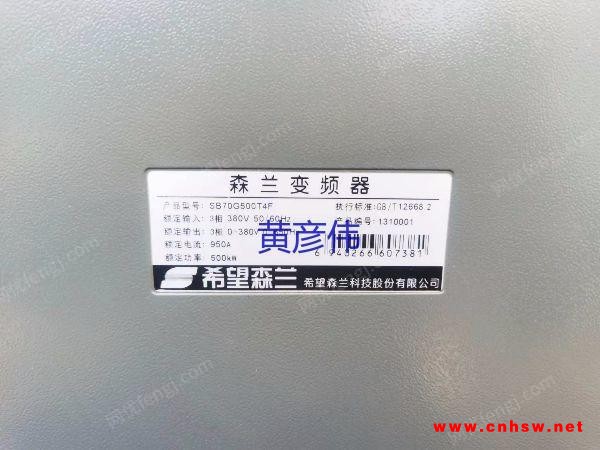 森兰变频器
产品型号: SB70G500T4F
执行标准:GB/T12668.2
额定输入: 3相 380V 50/60Hz
产品编号: 1310001
额定输出: 3相 0~380V
额定电流: 950A
6 945266 607381
额定功率: 500kW
黄彦伟
希望森兰
希望森兰科技股份有限公司
www.cnhsw.net